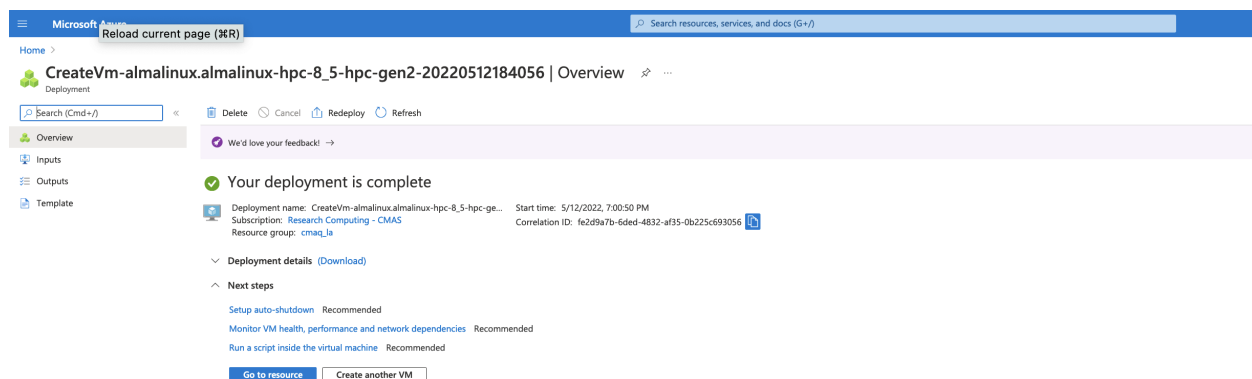 Microsoft Azure
Search resources, services, and docs (G+/)
Reload current page (⌘R)
Home >
CreateVm-almalinux.almalinux-hpc-8_5-hpc-gen2-20220512184056 | Overview
Deployment
Search (Cmd+/)
«
Delete Cancel Redeploy Refresh
Overview
Inputs
Outputs
Template
We'd love your feedback! →
Your deployment is complete
Deployment name: CreateVm-almalinux.almalinux-hpc-8_5-hpc-ge... Start time: 5/12/2022, 7:00:50 PM
Subscription: Research Computing - CMAS Correlation ID: fe2d9a7b-6ded-4832-af35-0b225c693056
Resource group: cmaq_la
Deployment details (Download)
Next steps
Setup auto-shutdown Recommended
Monitor VM health, performance and network dependencies Recommended
Run a script inside the virtual machine Recommended
Go to resource Create another VM